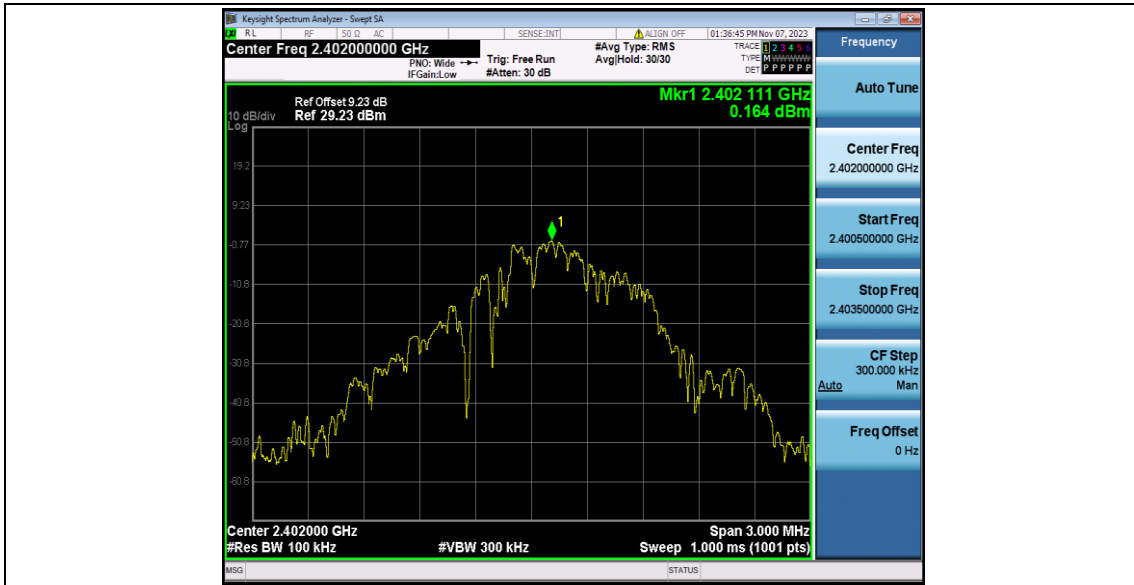 Keysight Spectrum Analyzer - Swept SA
LXI RL RF 50 Ω AC SENSE:INT ALIGN OFF 01:36:45 PM Nov 07, 2023
Center Freq 2.402000000 GHz
PNO: Wide
IFGain:Low
Trig: Free Run
#Atten: 30 dB
#Avg Type: RMS
Avg|Hold: 30/30
TRACE 1 2 3 4 5 6
TYPE M W W W W W
DET P P P P P P
Ref Offset 9.23 dB
10 dB/div Ref 29.23 dBm
Log
Mkr1 2.402 111 GHz
0.164 dBm
19.2
9.23
-0.77
-10.8
-20.8
-30.8
-40.8
-50.8
-60.8
1
Center 2.402000 GHz Span 3.000 MHz
#Res BW 100 kHz #VBW 300 kHz Sweep 1.000 ms (1001 pts)
MSG STATUS
Frequency
Auto Tune
Center Freq
2.402000000 GHz
Start Freq
2.400500000 GHz
Stop Freq
2.403500000 GHz
CF Step
300.000 kHz
Auto Man
Freq Offset
0 Hz